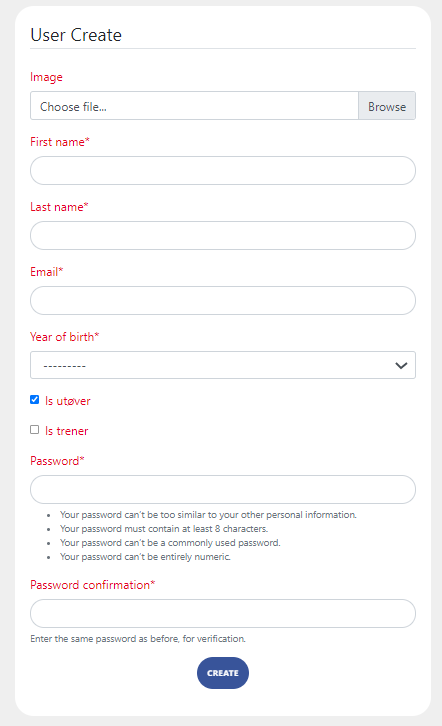 User Create
Image
Choose file...
Browse
First name*
Last name*
Email*
Year of birth*
---------
Is utøver
Is trener
Password*
Your password can't be too similar to your other personal information.
Your password must contain at least 8 characters.
Your password can't be a commonly used password.
Your password can't be entirely numeric.
Password confirmation*
Enter the same password as before, for verification.
CREATE